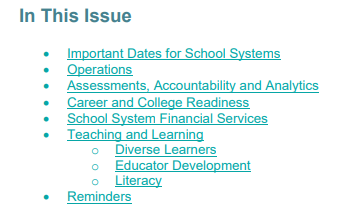 In This Issue
• Important Dates for School Systems
• Operations
• Assessments, Accountability and Analytics
• Career and College Readiness
• School System Financial Services
• Teaching and Learning
o Diverse Learners
o Educator Development
o Literacy
• Reminders